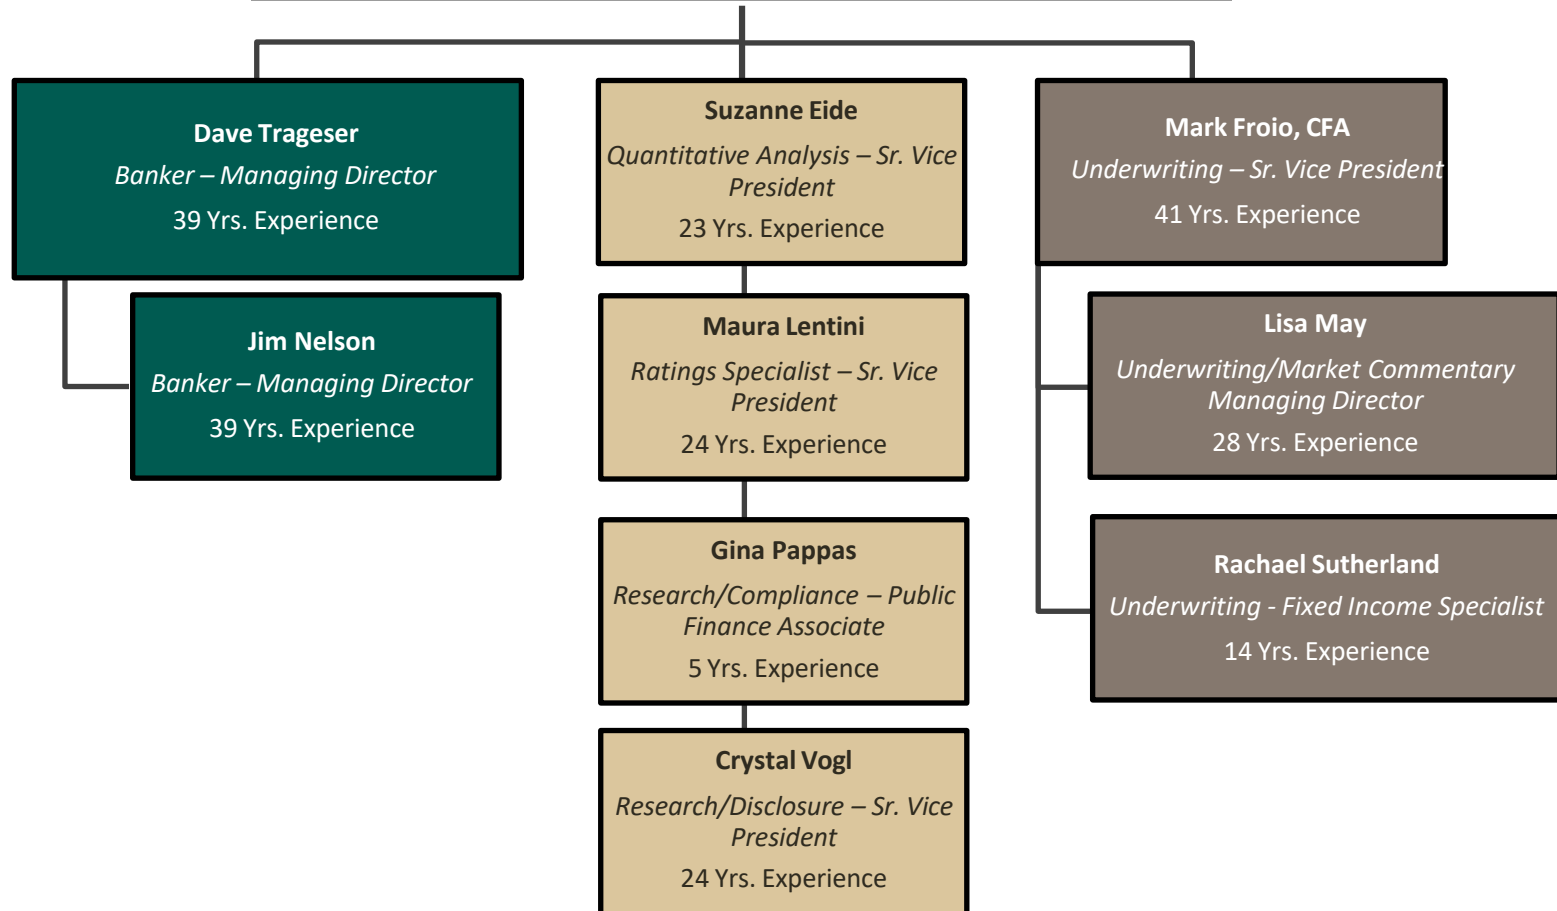 Dave Trageser
Banker – Managing Director
39 Yrs. Experience
Jim Nelson
Banker – Managing Director
39 Yrs. Experience
Suzanne Eide
Quantitative Analysis – Sr. Vice
President
23 Yrs. Experience
Maura Lentini
Ratings Specialist – Sr. Vice
President
24 Yrs. Experience
Gina Pappas
Research/Compliance – Public
Finance Associate
5 Yrs. Experience
Crystal Vogl
Research/Disclosure – Sr. Vice
President
24 Yrs. Experience
Mark Froio, CFA
Underwriting – Sr. Vice President
41 Yrs. Experience
Lisa May
Underwriting/Market Commentary
Managing Director
28 Yrs. Experience
Rachael Sutherland
Underwriting - Fixed Income Specialist
14 Yrs. Experience